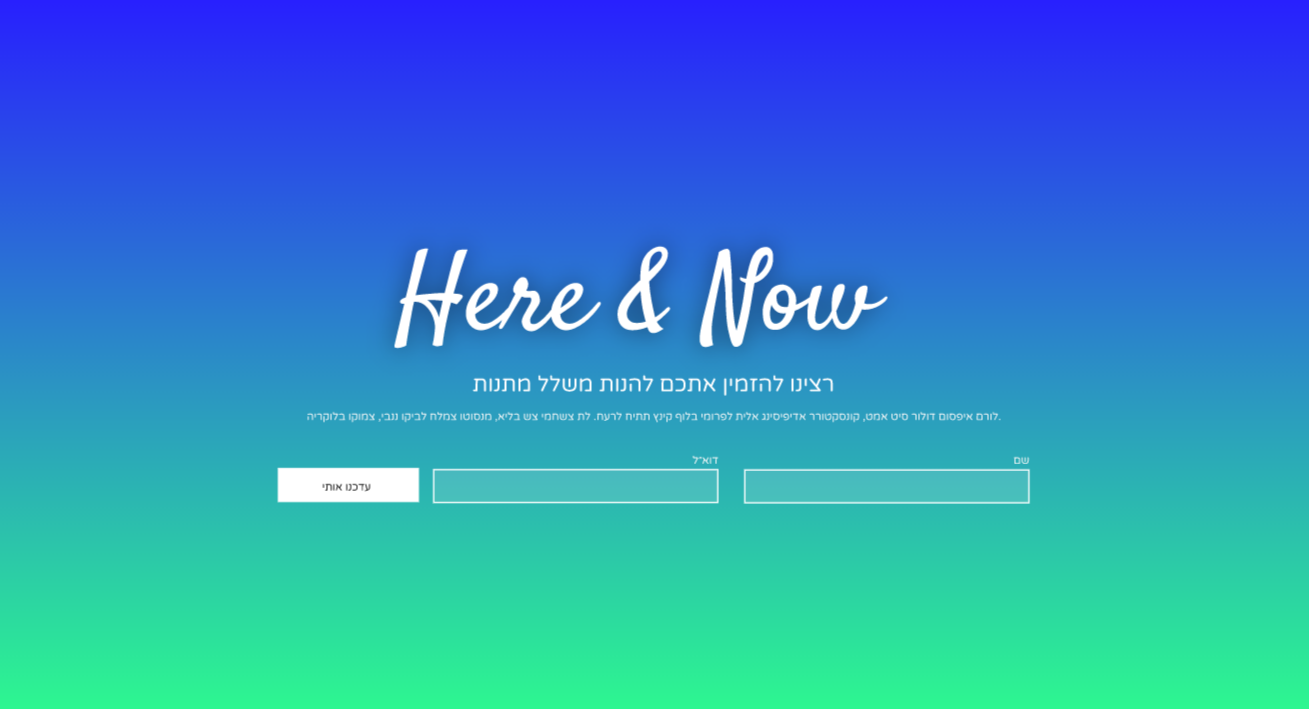 Here & Now
רצינו להזמין אתכם להנות משלל מתנות
לורם איפסום דולור סיט אמט, קונסקטורר אדיפיסינג אלית לפרומי בלוף קינץ תתיח לרעח. לת צשחמי צש בליא, מנסוטו צמלח לביקו ננבי, צמוקו בלוקריה.
שם
דוא״ל
עדכנו אותי